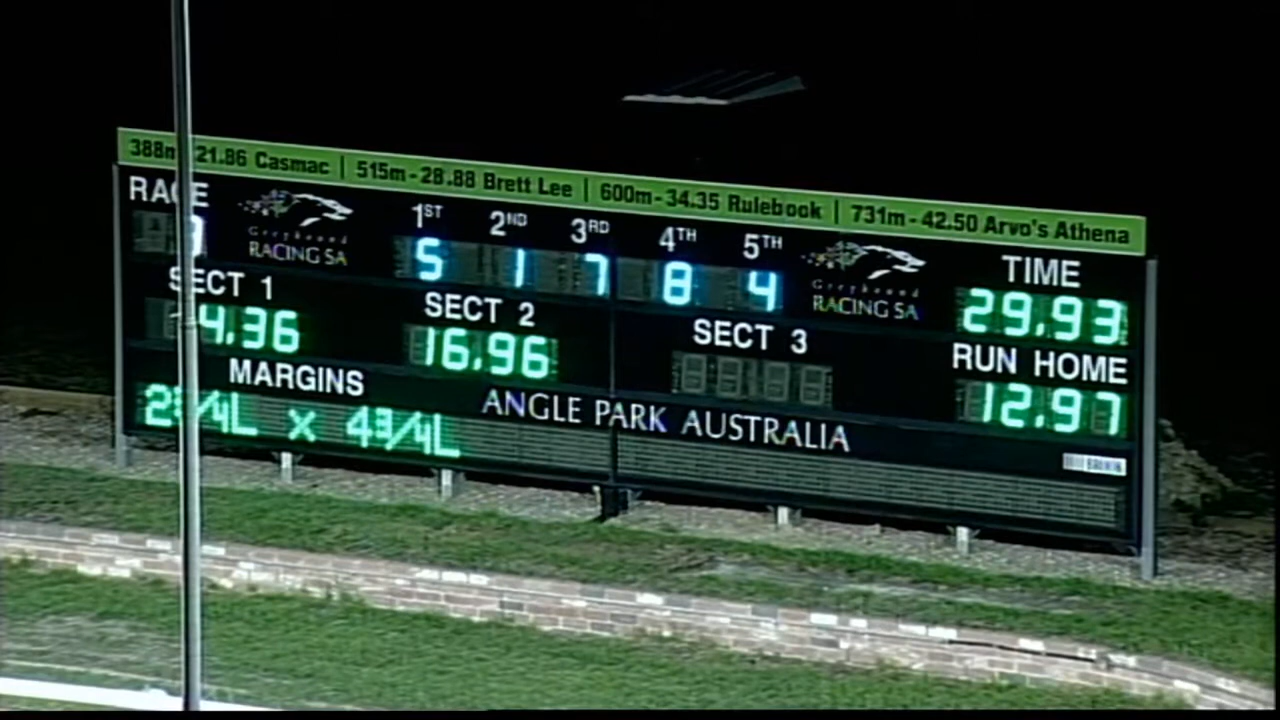 388m 21.86 Casmac | 515m - 28.88 Brett Lee | 600m - 34.35 Rulebook | 731m - 42.50 Arvo's Athena
RACE
Greyhound
RACING SA
1ST 2ND 3RD 4TH 5TH
5 1 7 8 4
Greyhound
RACING SA
TIME
29.93
SECT 1
4.36
SECT 2
16.96
SECT 3
RUN HOME
12.97
MARGINS
ANGLE PARK AUSTRALIA
x 4 3/4L